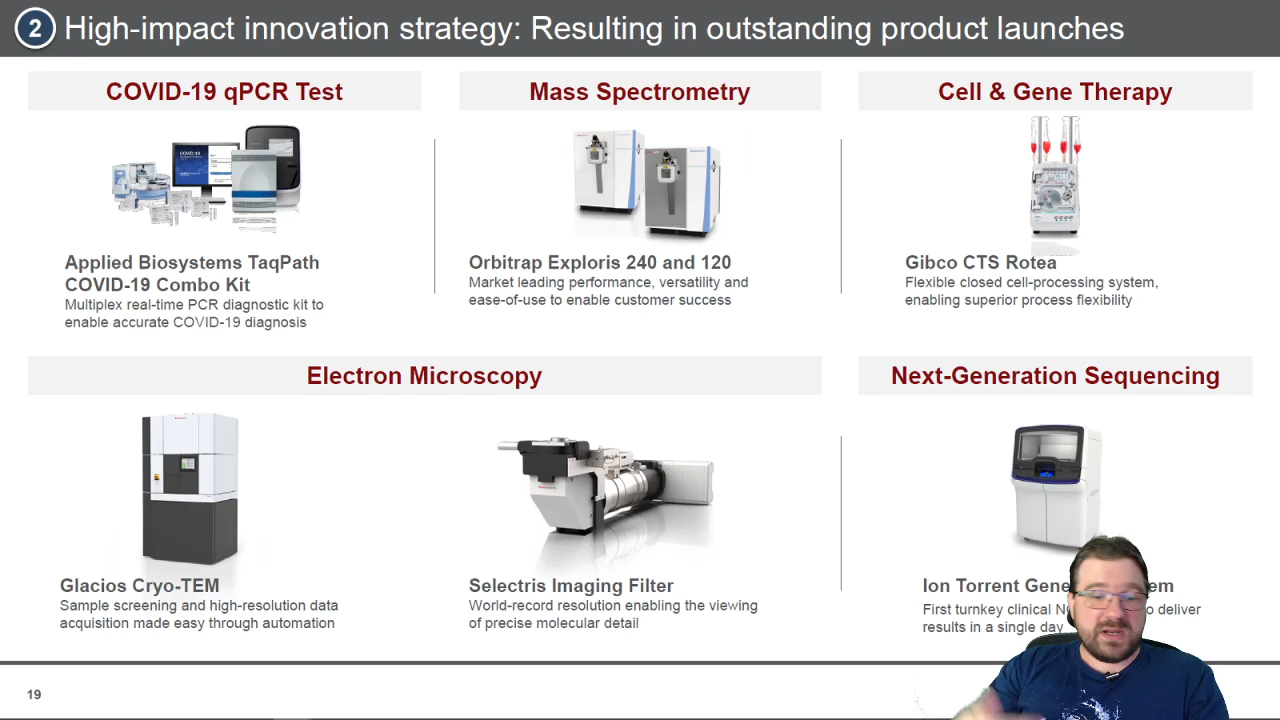 2
High-impact innovation strategy: Resulting in outstanding product launches
COVID-19 qPCR Test
COVID-19
Applied Biosystems TaqPath
COVID-19 Combo Kit
Multiplex real-time PCR diagnostic kit to
enable accurate COVID-19 diagnosis
Mass Spectrometry
Orbitrap Exploris 240 and 120
Market leading performance, versatility and
ease-of-use to enable customer success
Cell & Gene Therapy
Gibco CTS Rotea
Flexible closed cell-processing system,
enabling superior process flexibility
Electron Microscopy
Glacios Cryo-TEM
Sample screening and high-resolution data
acquisition made easy through automation
Selectris Imaging Filter
World-record resolution enabling the viewing
of precise molecular detail
Next-Generation Sequencing
Ion Torrent
First turnkey clinical deliver
results in a single day
19